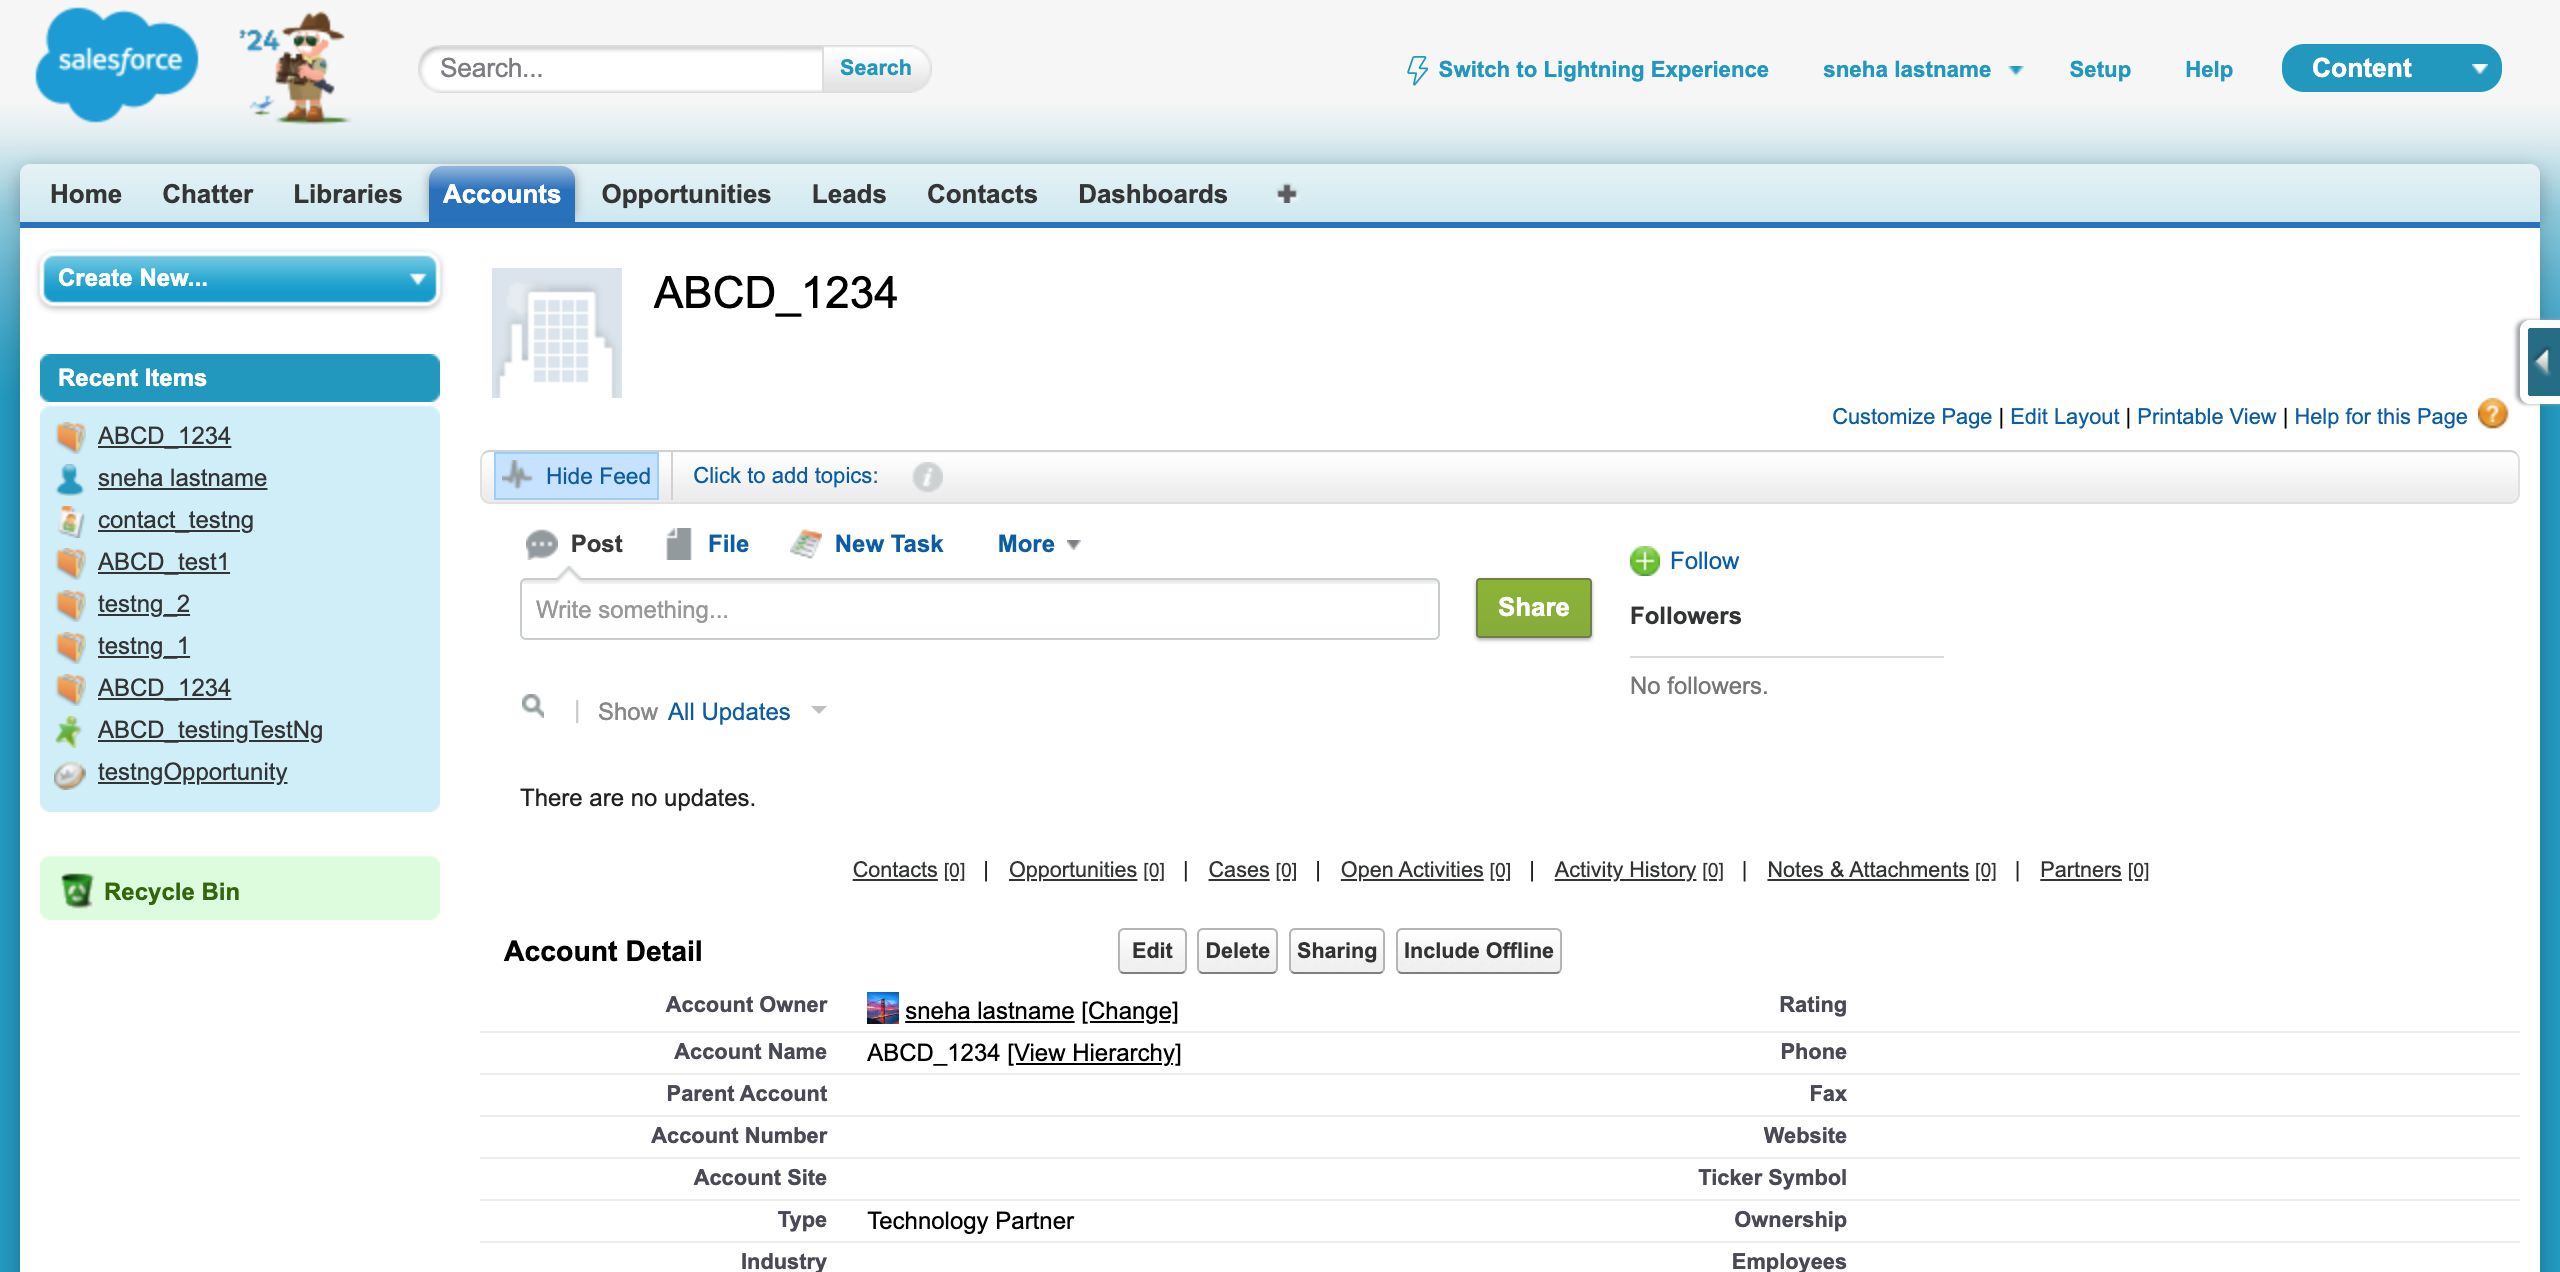 salesforce
'24
Search...
Search
Switch to Lightning Experience
sneha lastname
Setup
Help
Content
Home
Chatter
Libraries
Accounts
Opportunities
Leads
Contacts
Dashboards
Create New...
Recent Items
ABCD_1234
sneha lastname
contact_testng
ABCD_test1
testng_2
testng_1
ABCD_1234
ABCD_testingTestNg
testngOpportunity
Recycle Bin
ABCD_1234
Customize Page | Edit Layout | Printable View | Help for this Page ?
Hide Feed
Click to add topics:
Post
File
New Task
More
Write something...
Share
Follow
Followers
No followers.
Show All Updates
There are no updates.
Contacts [0] | Opportunities [0] | Cases [0] | Open Activities [0] | Activity History [0] | Notes & Attachments [0] | Partners [0]
Account Detail
Edit
Delete
Sharing
Include Offline
Account Owner sneha lastname [Change] Rating
Account Name ABCD_1234 [View Hierarchy] Phone
Parent Account Fax
Account Number Website
Account Site Ticker Symbol
Type Technology Partner Ownership
Industry Employees